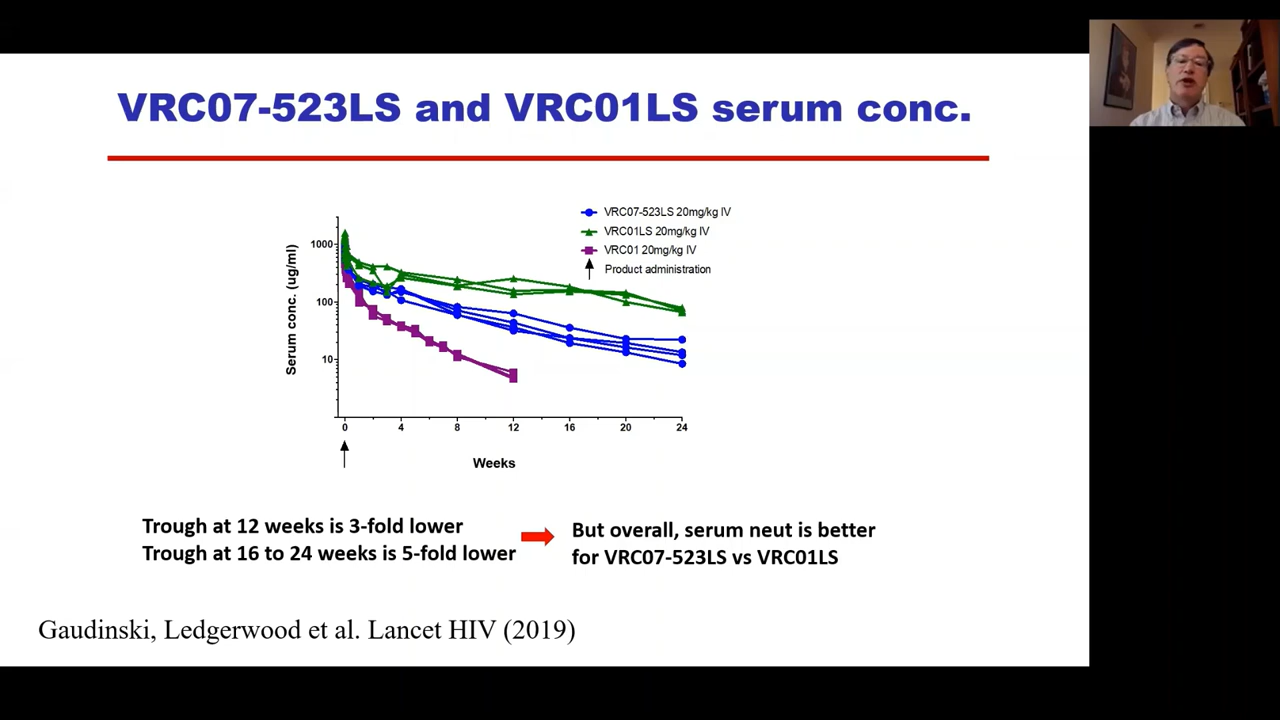 VRC07-523LS and VRC01LS serum conc.
VRC07-523LS 20mg/kg IV
VRC01LS 20mg/kg IV
VRC01 20mg/kg IV
Product administration
Serum conc. (ug/ml)
1000
100
10
0 4 8 12 16 20 24
Weeks
Trough at 12 weeks is 3-fold lower
Trough at 16 to 24 weeks is 5-fold lower
But overall, serum neut is better
for VRC07-523LS vs VRC01LS
Gaudinski, Ledgerwood et al. Lancet HIV (2019)